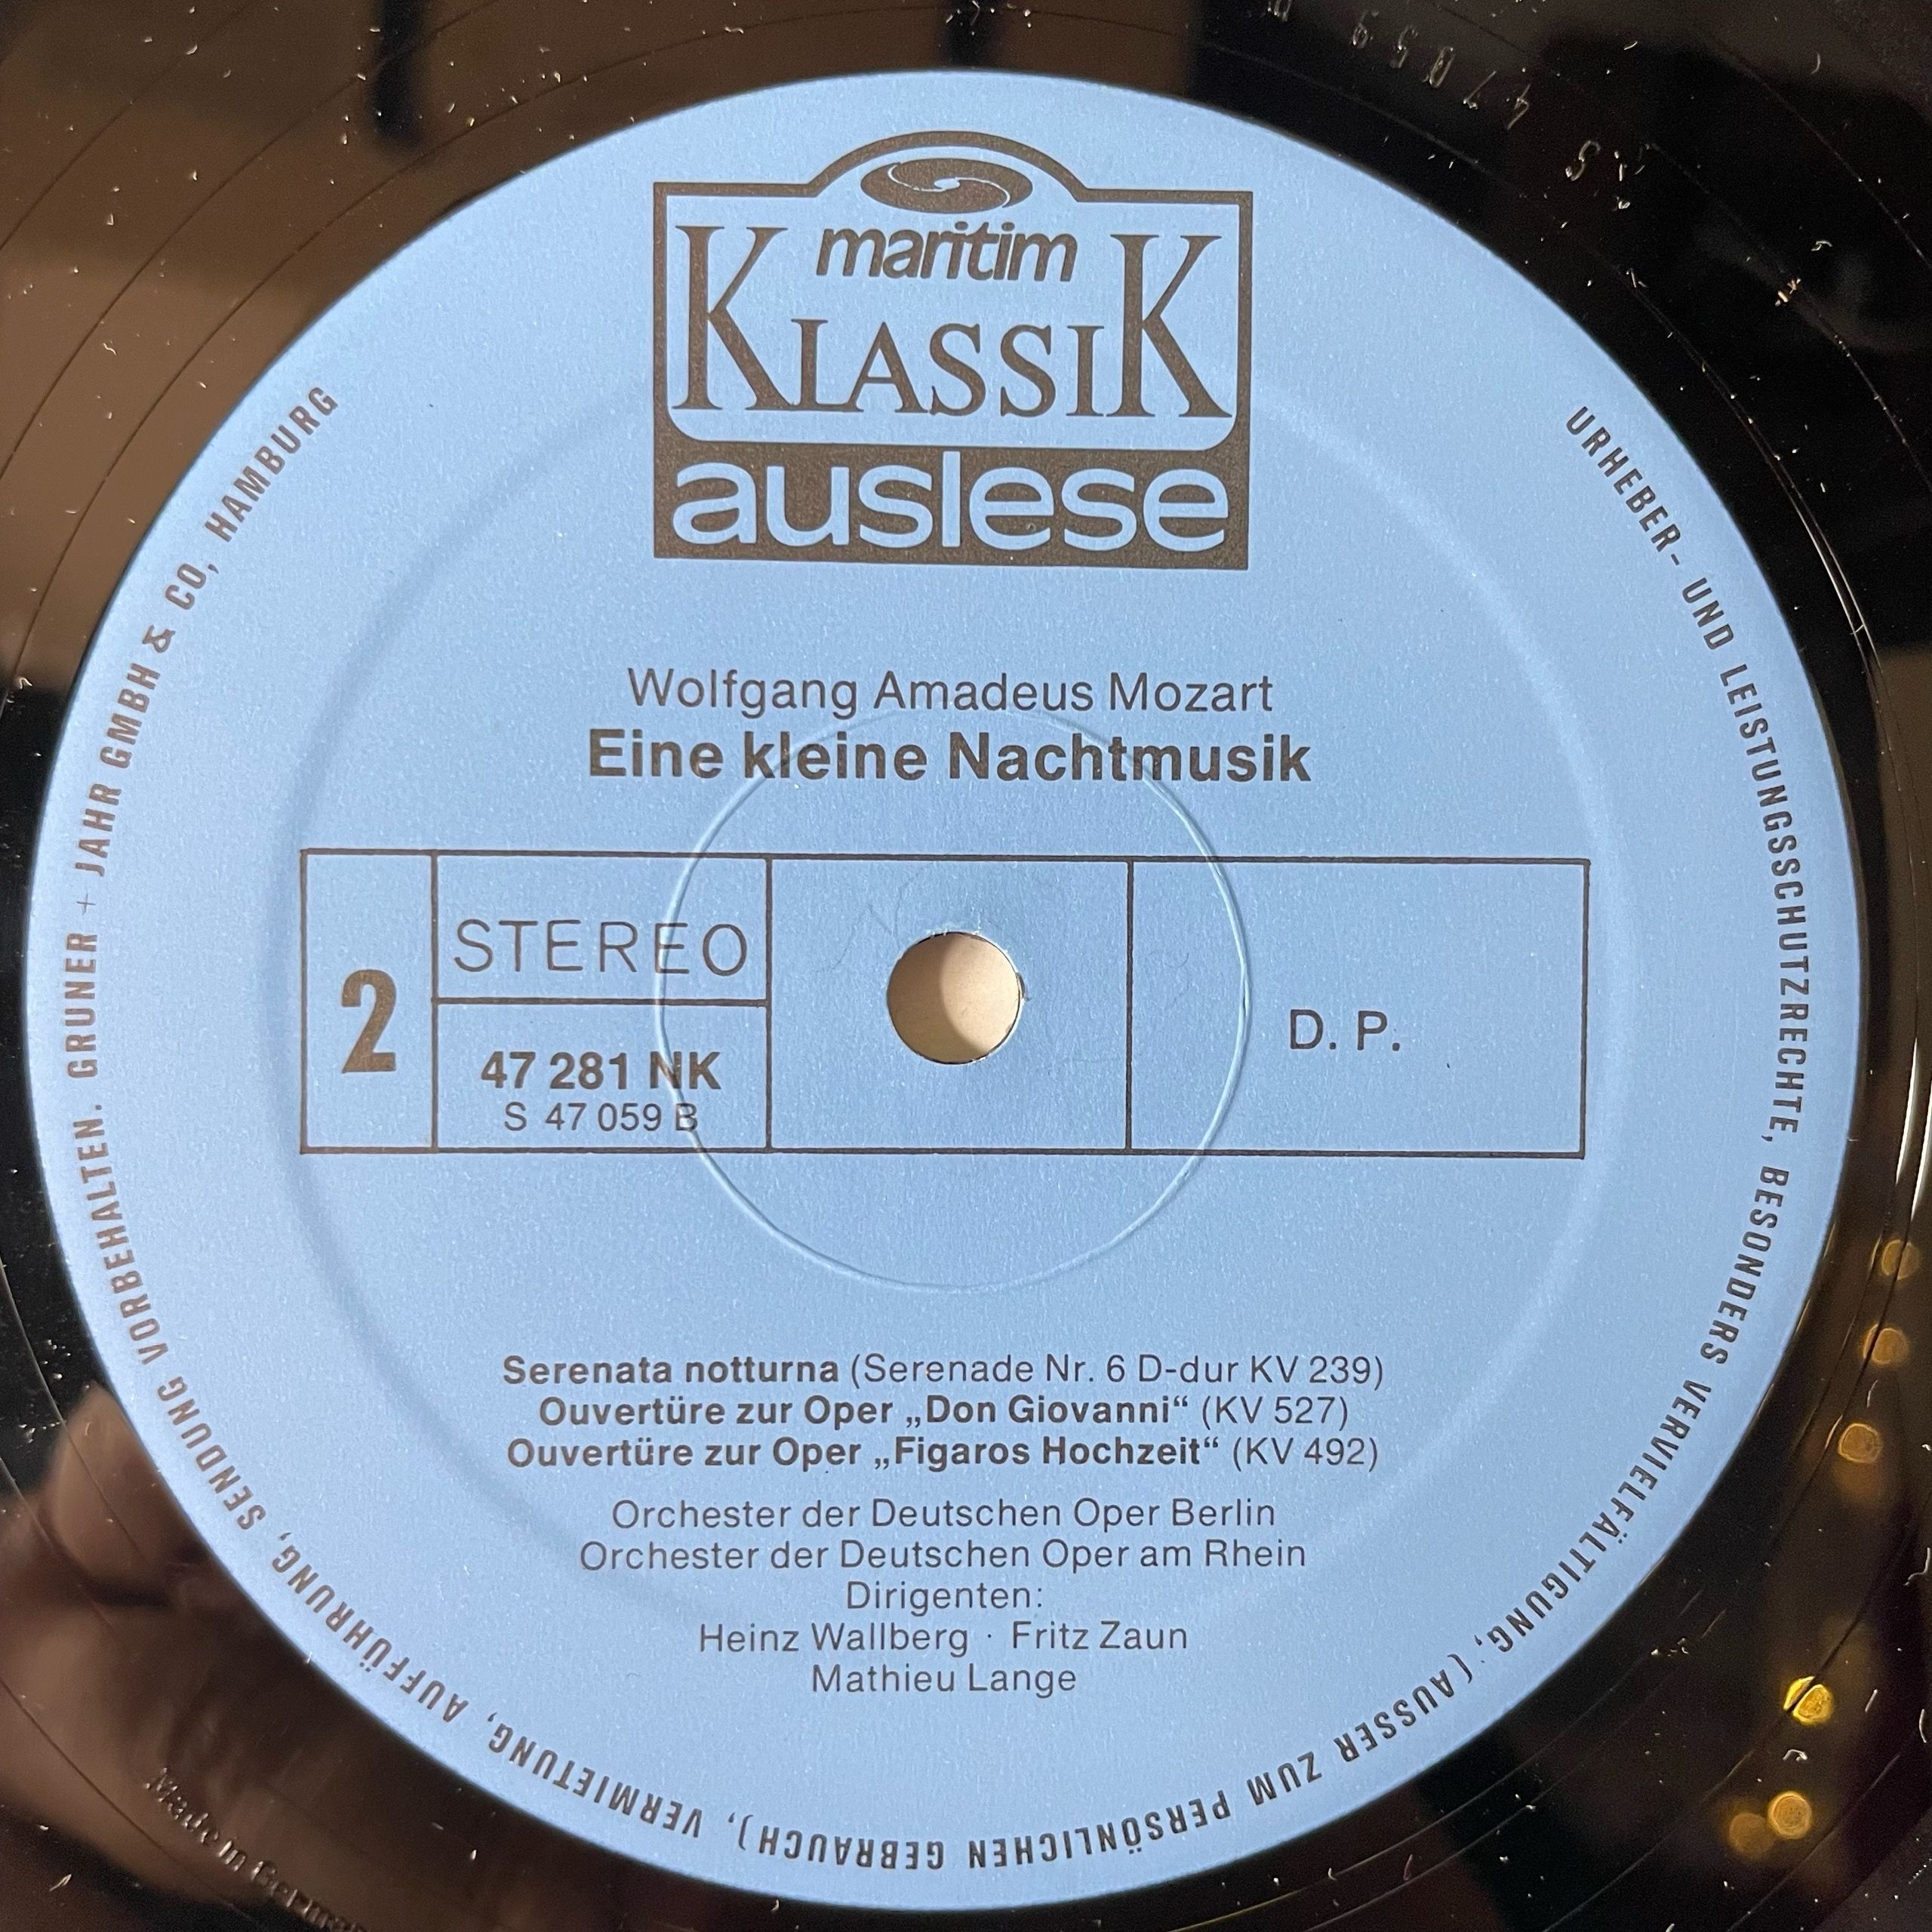 maritim
KLASSIK
auslese
Wolfgang Amadeus Mozart
Eine kleine Nachtmusik
2
STEREO
47 281 NK
S 47 059 B
D. P.
Serenata notturna (Serenade Nr. 6 D-dur KV 239)
Ouvertüre zur Oper „Don Giovanni“ (KV 527)
Ouvertüre zur Oper „Figaros Hochzeit“ (KV 492)
Orchester der Deutschen Oper Berlin
Orchester der Deutschen Oper am Rhein
Dirigenten:
Heinz Wallberg · Fritz Zaun
Mathieu Lange
URHEBER- UND LEISTUNGSSCHUTZRECHTE, BESONDERS VERVIELFÄLTIGUNG, (AUSSER ZUM PERSÖNLICHEN GEBRAUCH), VERMIETUNG, AUFFÜHRUNG, SENDUNG VORBEHALTEN. GRUNER + JAHR GMBH & CO, HAMBURG
Made in
47059